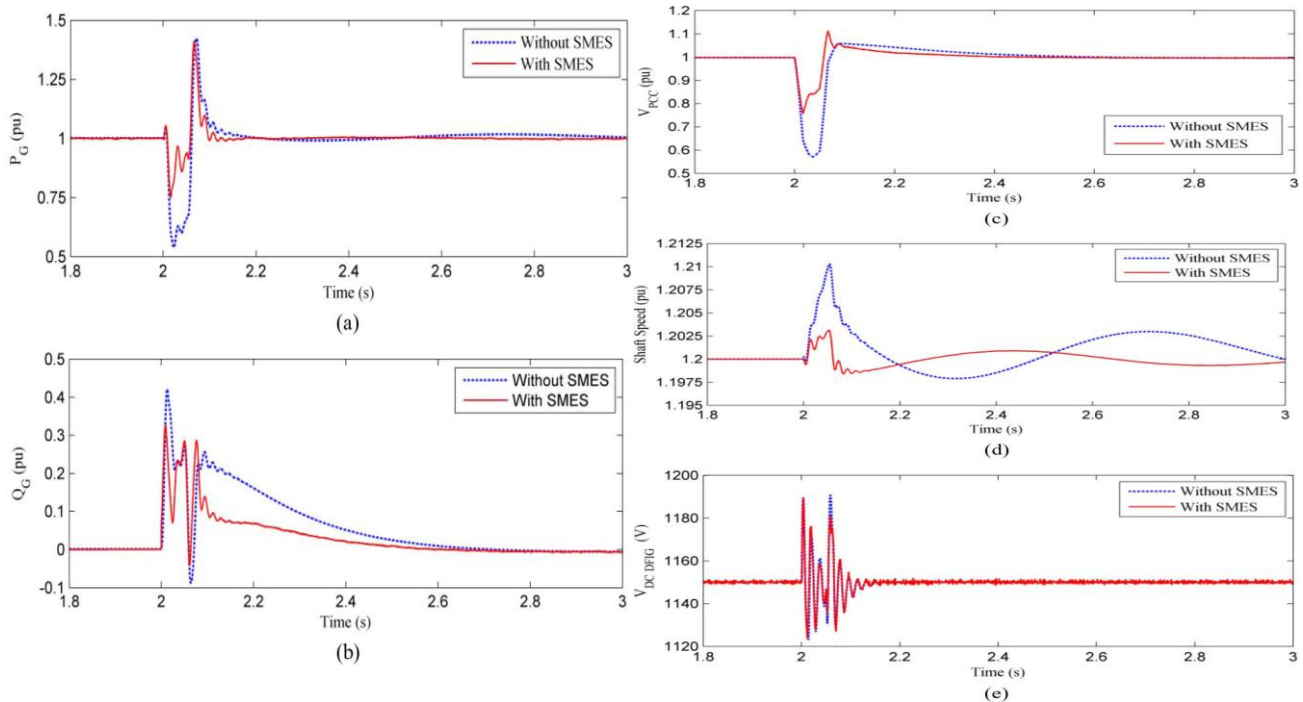 1.5
1.25
1
0.75
0.5
P_G (pu)
Without SMES
With SMES
1.8 2 2.2 2.4 2.6 2.8 3
Time (s)
(a)
0.5
0.4
0.3
0.2
0.1
0
-0.1
Q_G (pu)
Without SMES
With SMES
1.8 2 2.2 2.4 2.6 2.8 3
Time (s)
(b)
1.2
1.1
1
0.9
0.8
0.7
0.6
0.5
V_PCC (pu)
Without SMES
With SMES
1.8 2 2.2 2.4 2.6 2.8 3
Time (s)
(c)
1.2125
1.21
1.2075
1.205
1.2025
1.2
1.1975
1.195
Shaft Speed (pu)
Without SMES
With SMES
1.8 2 2.2 2.4 2.6 2.8 3
Time (s)
(d)
1200
1180
1160
1140
1120
V_DC DFIG (V)
Without SMES
With SMES
1.8 2 2.2 2.4 2.6 2.8 3
Time (s)
(e)